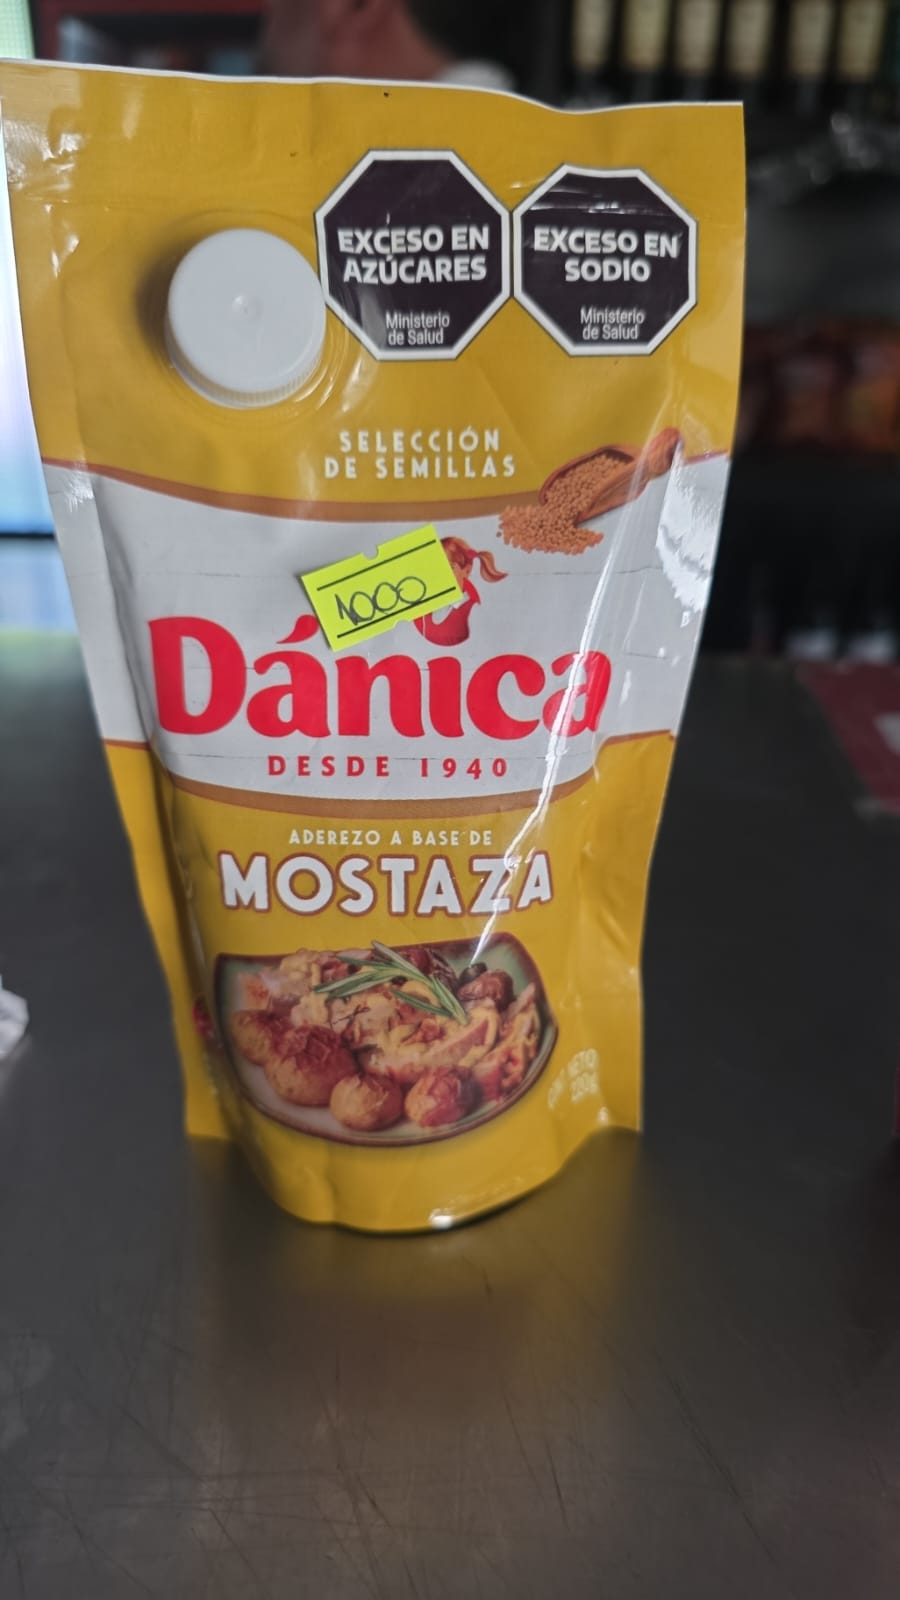 EXCESO EN
AZÚCARES
Ministerio
de Salud
EXCESO EN
SODIO
Ministerio
de Salud
SELECCIÓN
DE SEMILLAS
1000
Dánica
DESDE 1940
ADEREZO A BASE DE
MOSTAZA